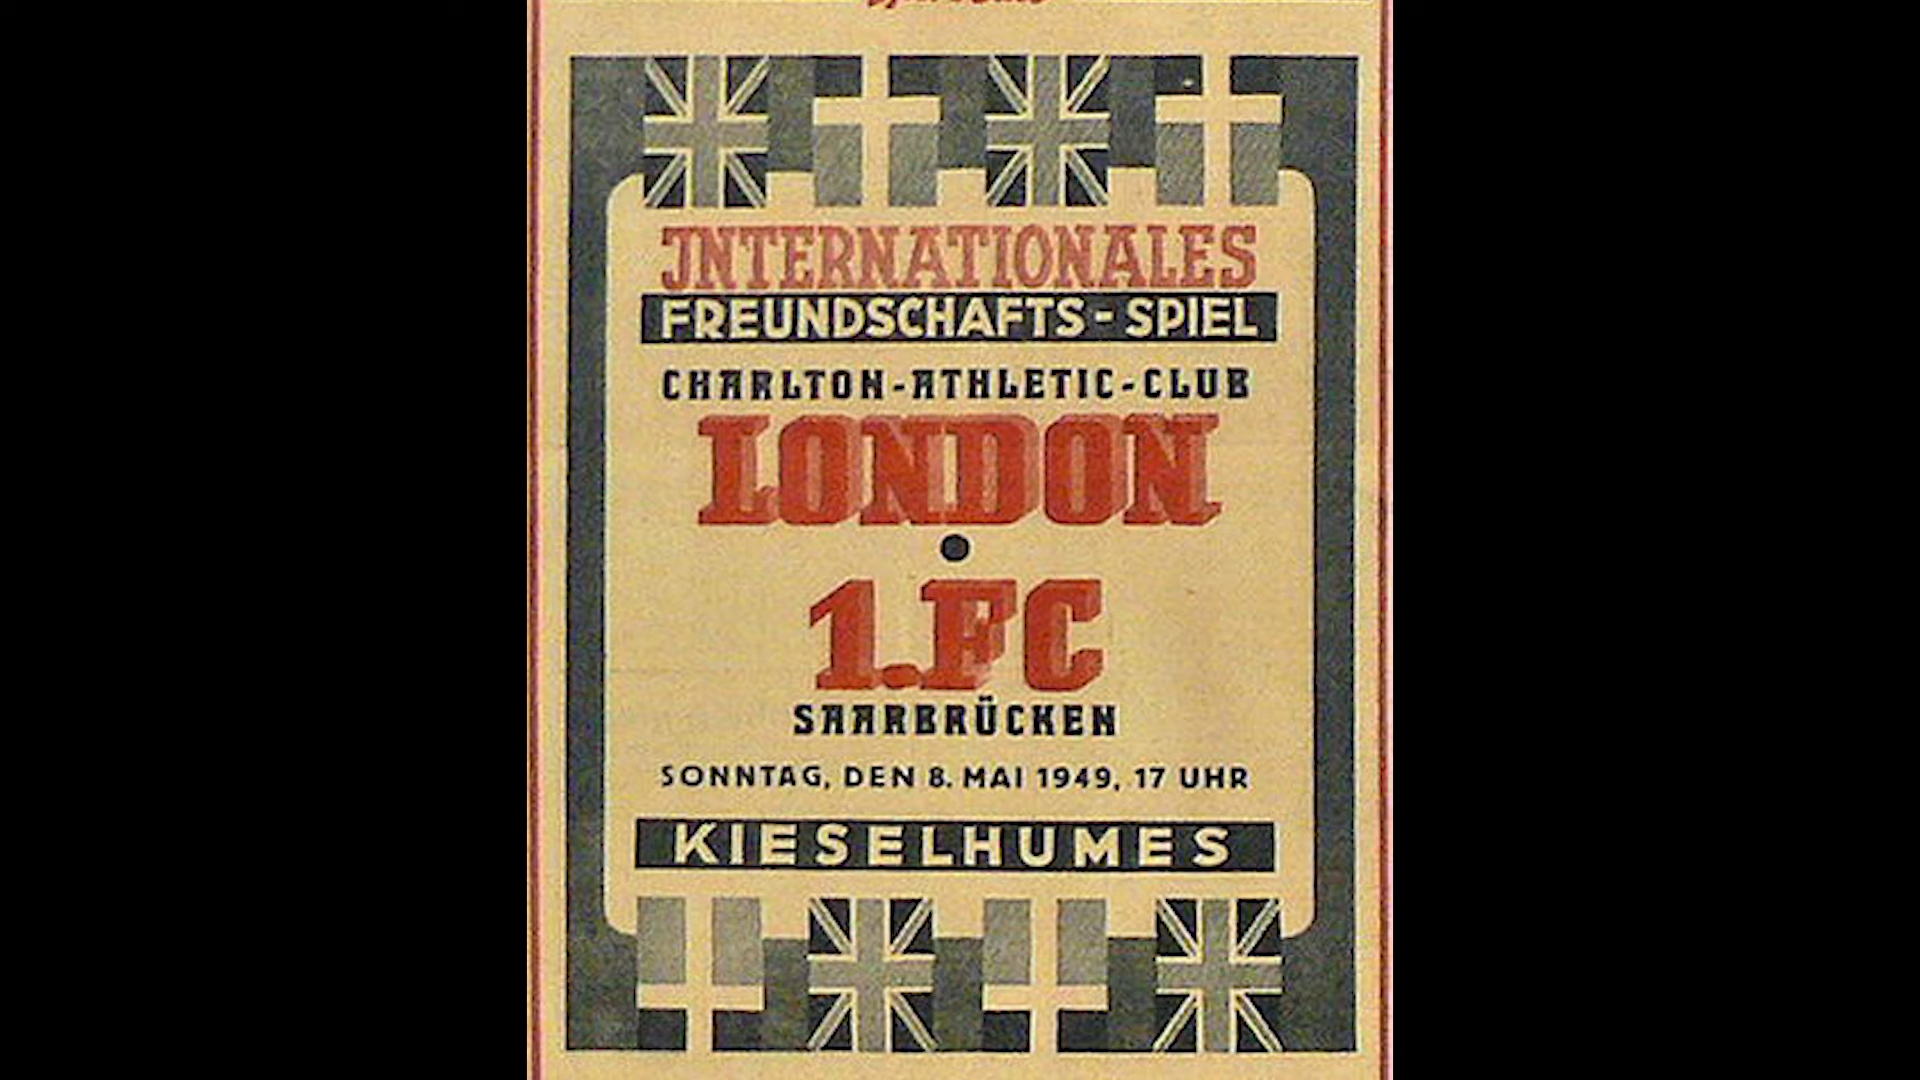 JNTERNATIONALES
FREUNDSCHAFTS-SPIEL
CHARLTON-ATHLETIC-CLUB
LONDON
1.FC
SAARBRÜCKEN
SONNTAG, DEN 8. MAI 1949, 17 UHR
KIESELHUMES